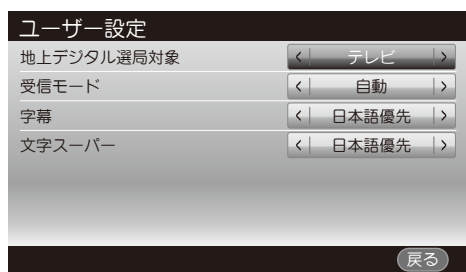 ユーザー設定
地上デジタル選局対象 < テレビ >
受信モード < 自動 >
字幕 < 日本語優先 >
文字スーパー < 日本語優先 >
戻る